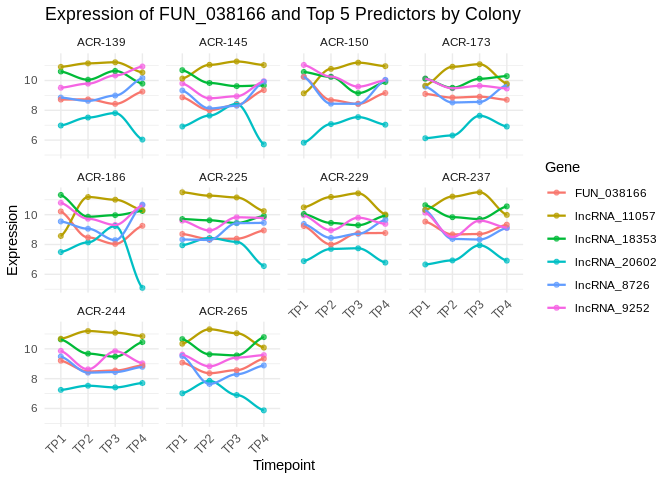 Expression of FUN_038166 and Top 5 Predictors by Colony
ACR-139 ACR-145 ACR-150 ACR-173
10
8
6
ACR-186 ACR-225 ACR-229 ACR-237
10
8
6
TP1 TP2 TP3 TP4 TP1 TP2 TP3 TP4
ACR-244 ACR-265
10
8
6
TP1 TP2 TP3 TP4 TP1 TP2 TP3 TP4
Timepoint
Expression
Gene
FUN_038166
lncRNA_11057
lncRNA_18353
lncRNA_20602
lncRNA_8726
lncRNA_9252